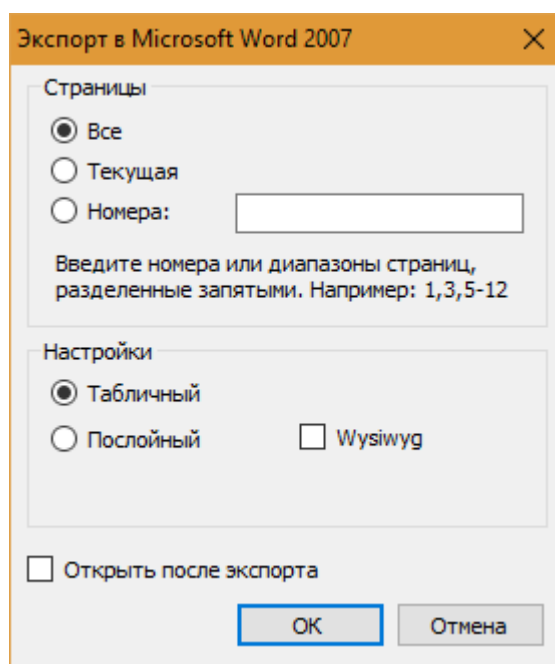 Экспорт в Microsoft Word 2007
Страницы
Все
Текущая
Номера:
Введите номера или диапазоны страниц,
разделенные запятыми. Например: 1,3,5-12
Настройки
Табличный
Послойный Wysiwyg
Открыть после экспорта
ОК Отмена